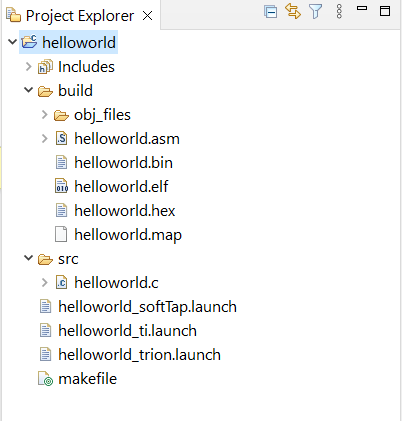 Project Explorer
helloworld
Includes
build
obj_files
helloworld.asm
helloworld.bin
helloworld.elf
helloworld.hex
helloworld.map
src
helloworld.c
helloworld_softTap.launch
helloworld_ti.launch
helloworld_trion.launch
makefile